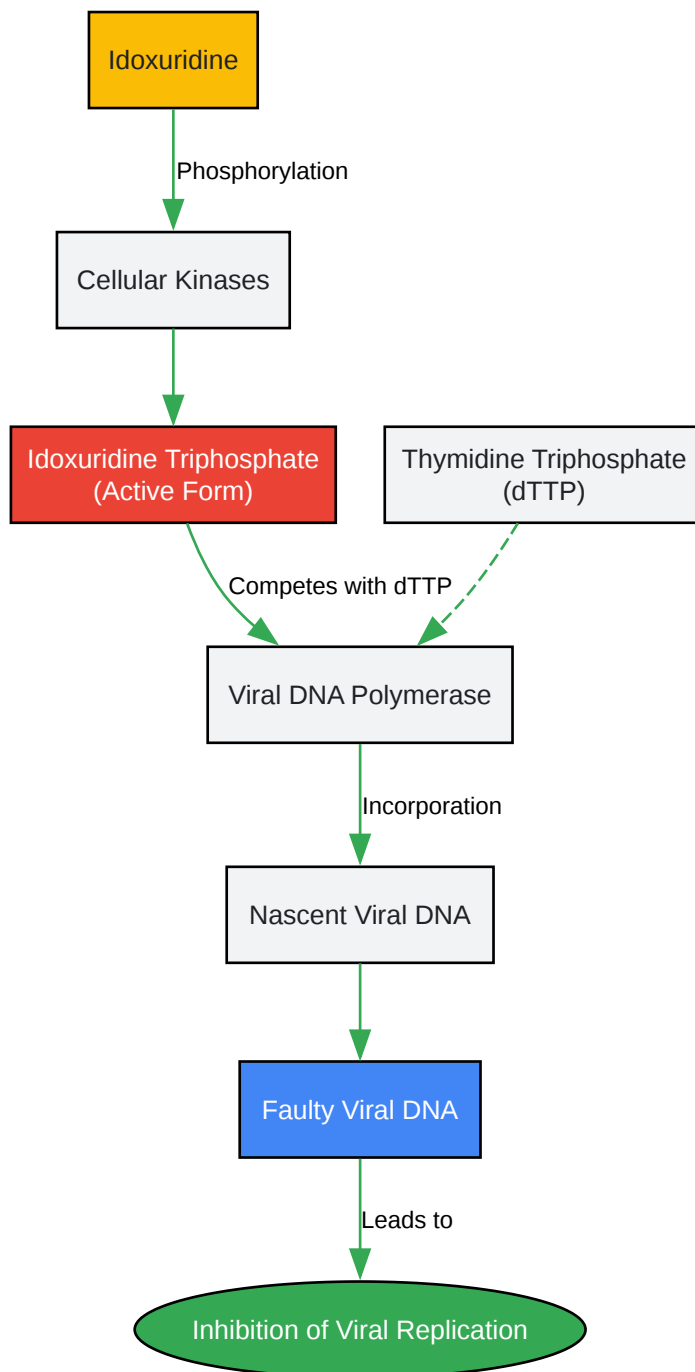 Idoxuridine
Phosphorylation
Cellular Kinases
Idoxuridine Triphosphate
(Active Form)
Thymidine Triphosphate
(dTTP)
Competes with dTTP
Viral DNA Polymerase
Incorporation
Nascent Viral DNA
Faulty Viral DNA
Leads to
Inhibition of Viral Replication